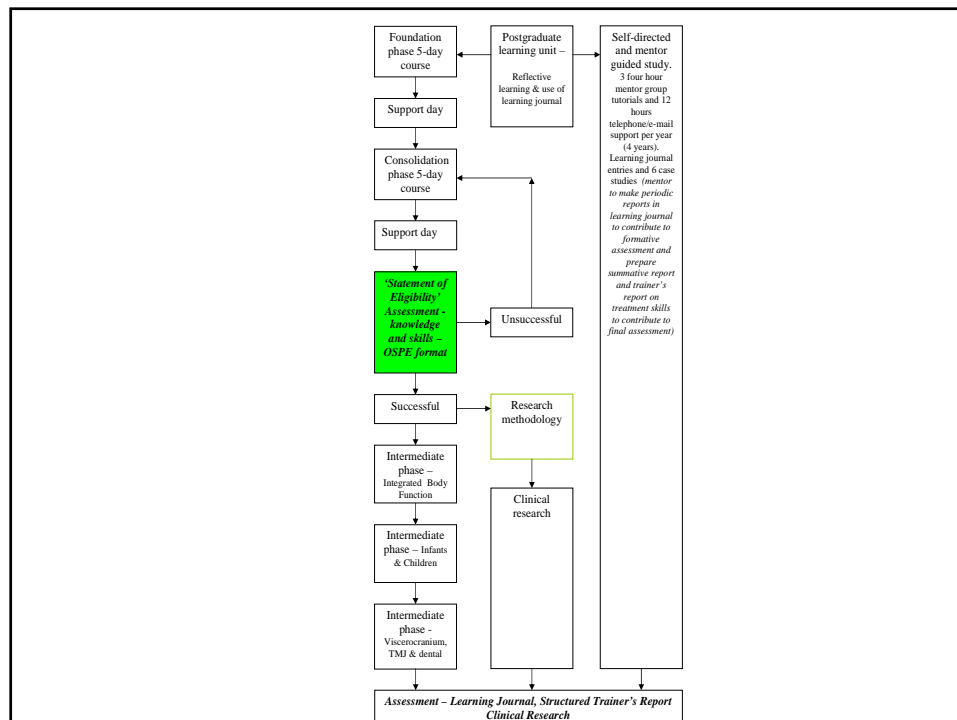 Foundation
phase 5-day
course
Postgraduate
learning unit –
Reflective
learning & use of
learning journal
Self-directed
and mentor
guided study.
3 four hour
mentor group
tutorials and 12
hours
telephone/e-mail
support per year
(4 years).
Learning journal
entries and 6 case
studies (mentor
to make periodic
reports in
learning journal
to contribute to
formative
assessment and
prepare
summative report
and trainer's
report on
treatment skills
to contribute to
final assessment)
Support day
Consolidation
phase 5-day
course
Support day
‘Statement of
Eligibility’
Assessment -
knowledge
and skills –
OSPE format
Unsuccessful
Successful
Research
methodology
Intermediate
phase –
Integrated Body
Function
Clinical
research
Intermediate
phase – Infants
& Children
Intermediate
phase -
Viscerocranium,
TMJ & dental
Assessment – Learning Journal, Structured Trainer's Report
Clinical Research